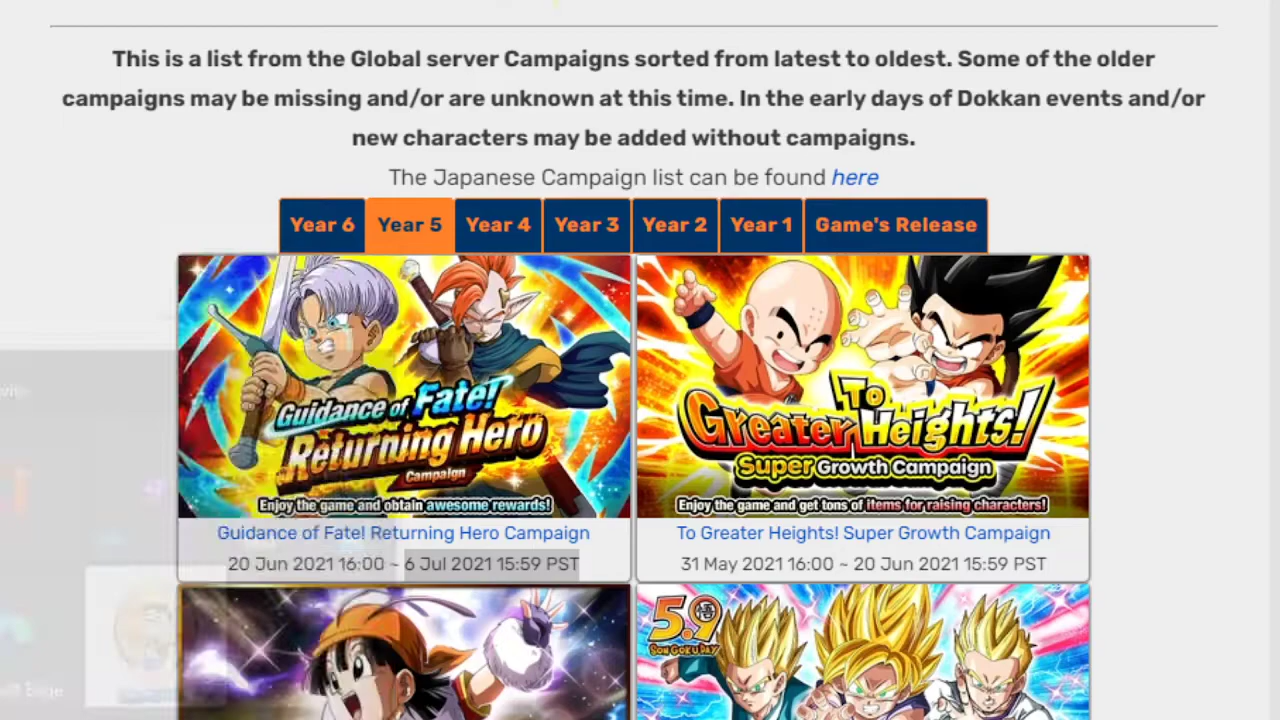 This is a list from the Global server Campaigns sorted from latest to oldest. Some of the older
campaigns may be missing and/or are unknown at this time. In the early days of Dokkan events and/or
new characters may be added without campaigns.
The Japanese Campaign list can be found here
Year 6 Year 5 Year 4 Year 3 Year 2 Year 1 Game's Release
Guidance of Fate!
Returning Hero
Campaign
Enjoy the game and obtain awesome rewards!
Guidance of Fate! Returning Hero Campaign
20 Jun 2021 16:00 ~ 6 Jul 2021 15:59 PST
To
Greater Heights!
Super Growth Campaign
Enjoy the game and get tons of items for raising characters!
To Greater Heights! Super Growth Campaign
31 May 2021 16:00 ~ 20 Jun 2021 15:59 PST
5.9 悟
SON GOKU DAY
Edge